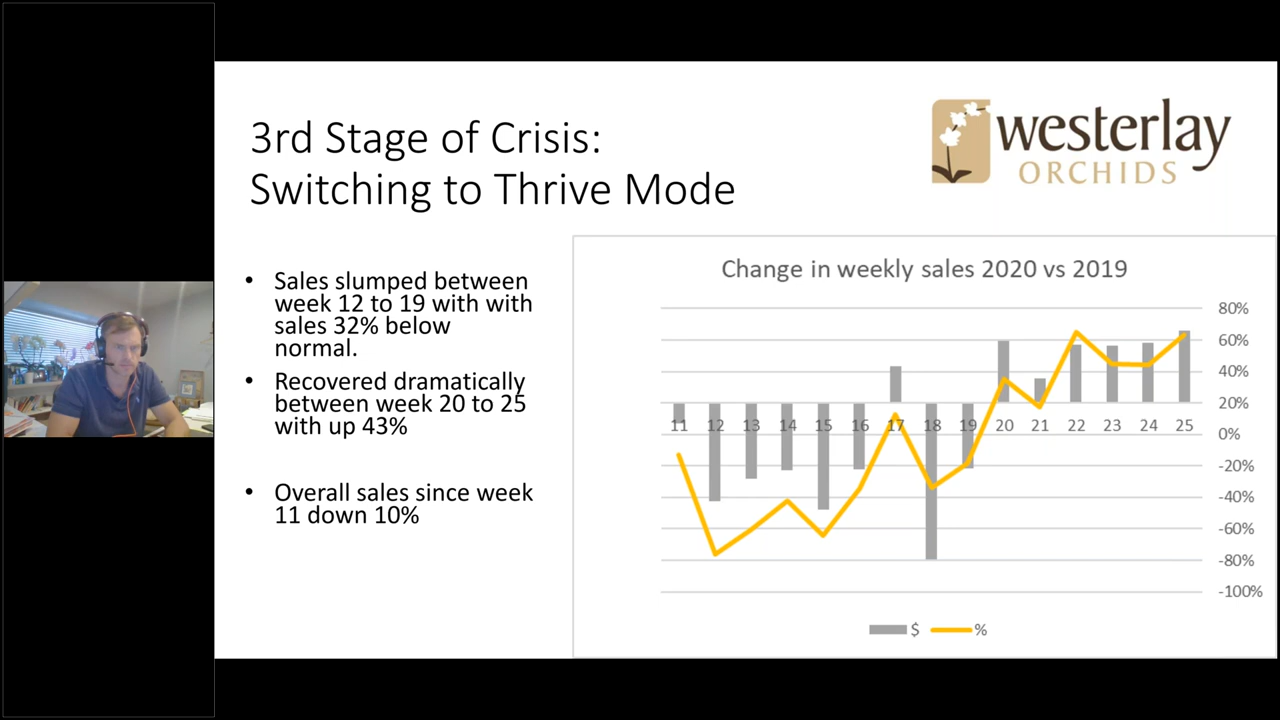 3rd Stage of Crisis:
Switching to Thrive Mode
westerlay
ORCHIDS
• Sales slumped between
week 12 to 19 with with
sales 32% below
normal.
• Recovered dramatically
between week 20 to 25
with up 43%
• Overall sales since week
11 down 10%
Change in weekly sales 2020 vs 2019
80%
60%
40%
20%
11 12 13 14 15 16 17 18 19 20 21 22 23 24 25
0%
-20%
-40%
-60%
-80%
-100%
$ %